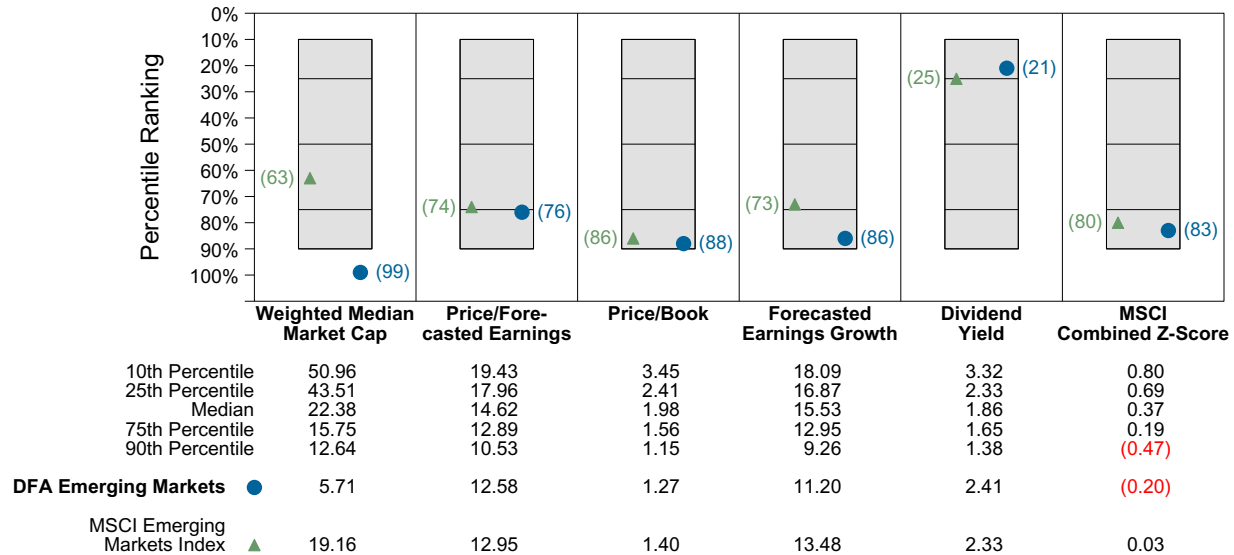 0%
10%
20%
30%
40%
50%
60%
70%
80%
90%
100%
Percentile Ranking
(63)
(99)
(74)
(76)
(86)
(88)
(73)
(86)
(25)
(21)
(80)
(83)
Weighted Median Market Cap
Price/Fore-casted Earnings
Price/Book
Forecasted Earnings Growth
Dividend Yield
MSCI Combined Z-Score
10th Percentile 50.96 19.43 3.45 18.09 3.32 0.80
25th Percentile 43.51 17.96 2.41 16.87 2.33 0.69
Median 22.38 14.62 1.98 15.53 1.86 0.37
75th Percentile 15.75 12.89 1.56 12.95 1.65 0.19
90th Percentile 12.64 10.53 1.15 9.26 1.38 (0.47)
DFA Emerging Markets 5.71 12.58 1.27 11.20 2.41 (0.20)
MSCI Emerging
Markets Index 19.16 12.95 1.40 13.48 2.33 0.03